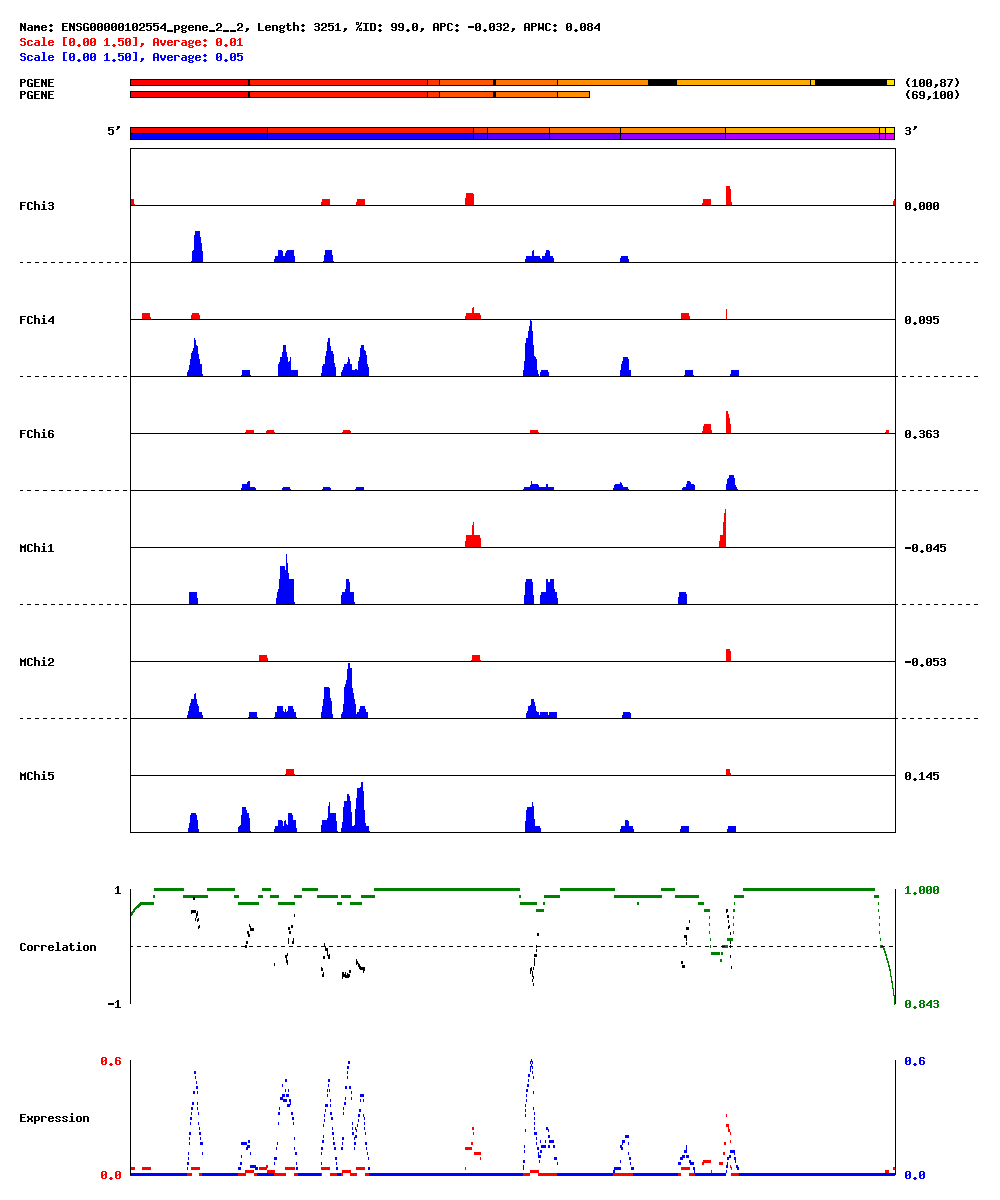 Name: ENSG00000102554_pgene_2__2, Length: 3251, %ID: 99.0, APC: -0.032, APWC: 0.084
Scale [0.00 1.50], Average: 0.01
Scale [0.00 1.50], Average: 0.05
PGENE (100,87)
PGENE (69,100)
5' 3'
FChi3 0.000
FChi4 0.095
FChi6 0.363
MChi1 -0.045
MChi2 -0.053
MChi5 0.145
1 1.000
Correlation
-1 0.843
0.6 0.6
Expression
0.0 0.0